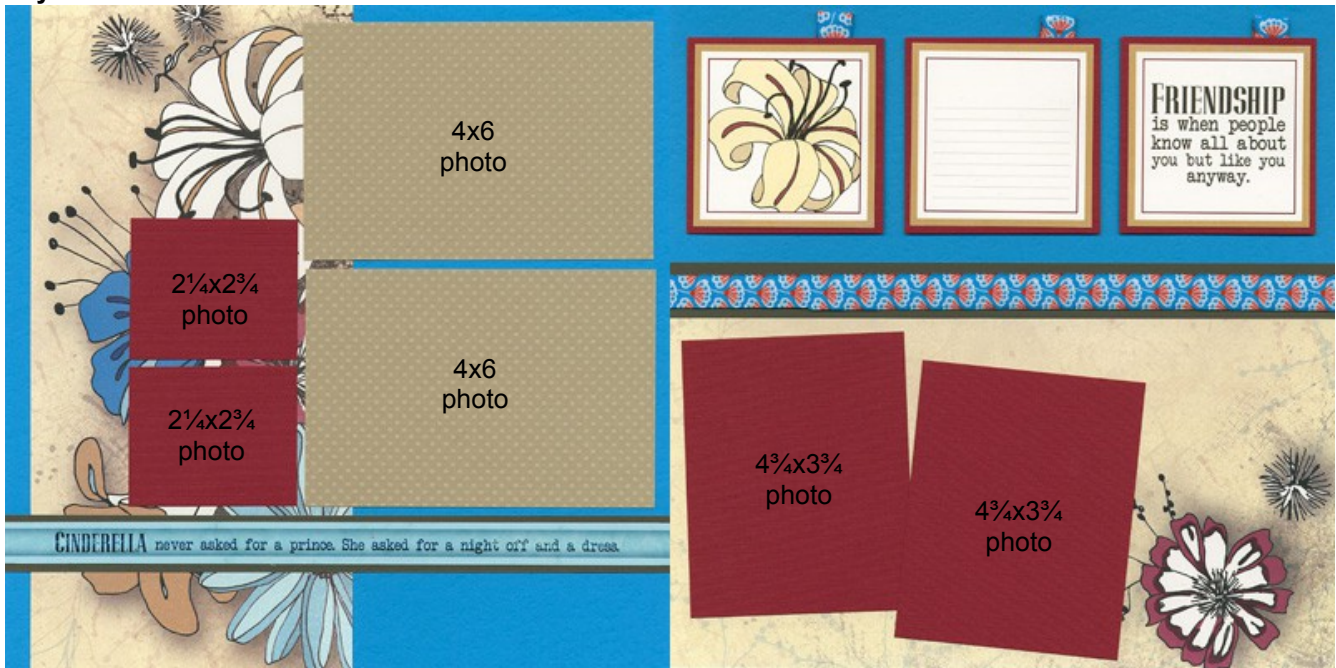 4x6
photo
2¼x2¾
photo
4x6
photo
2¼x2¾
photo
CINDERELLA never asked for a prince. She asked for a night off and a dress.
FRIENDSHIP
is when people
know all about
you but like you
anyway.
4¾x3¾
photo
4¾x3¾
photo